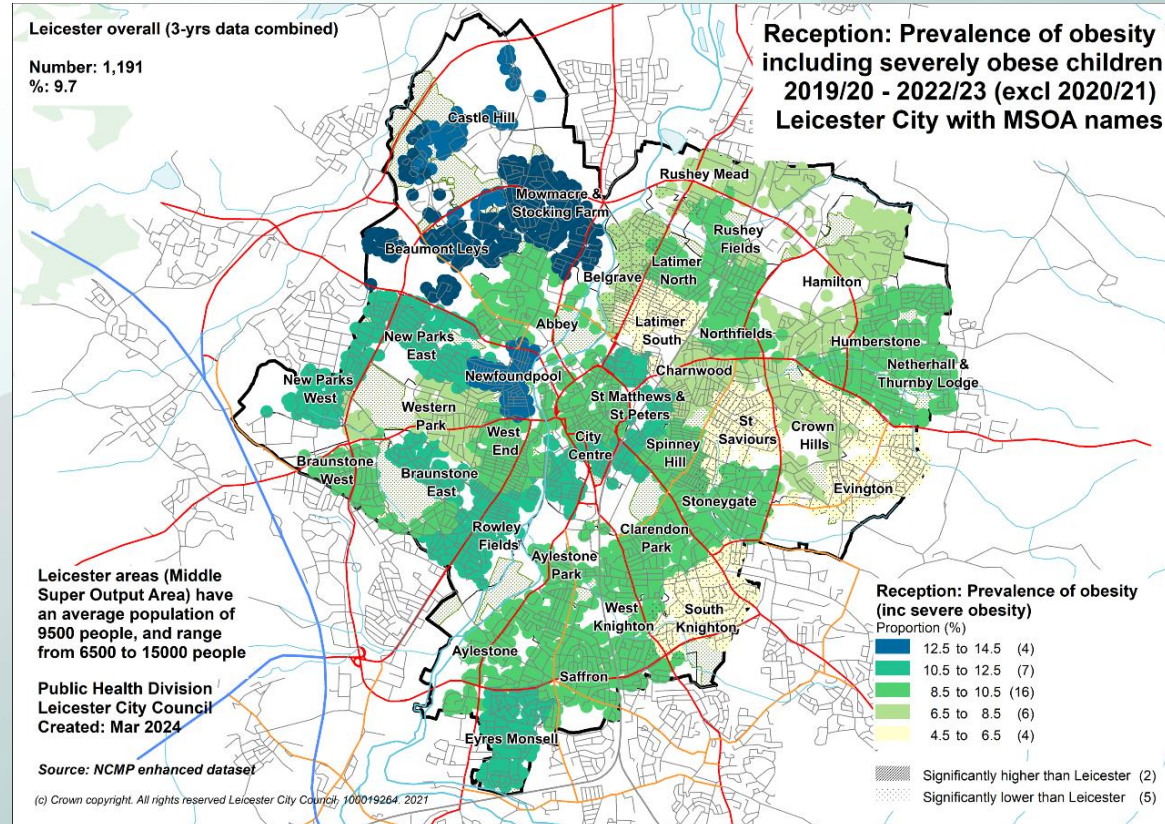 Leicester overall (3-yrs data combined)
Number: 1,191
%: 9.7
Reception: Prevalence of obesity
including severely obese children
2019/20 - 2022/23 (excl 2020/21)
Leicester City with MSOA names
Castle Hill
Rushey Mead
Mowmacre &
Stocking Farm
Rushey
Fields
Beaumont Leys
Latimer
North
Belgrave
Hamilton
Abbey
Latimer
South
Northfields
New Parks
East
Humberstone
Newfoundpool
Charnwood
Netherhall &
Thurnby Lodge
New Parks
West
St Matthews &
St Peters
Western
Park
St
Saviours
Crown
Hills
West
End
City
Centre
Spinney
Hill
Braunstone
West
Braunstone
East
Evington
Stoneygate
Rowley
Fields
Clarendon
Park
Aylestone
Park
West
Knighton
South
Knighton
Aylestone
Saffron
Eyres Monsell
Leicester areas (Middle
Super Output Area) have
an average population of
9500 people, and range
from 6500 to 15000 people
Public Health Division
Leicester City Council
Created: Mar 2024
Source: NCMP enhanced dataset
(c) Crown copyright. All rights reserved Leicester City Council, 100019264. 2021
Reception: Prevalence of obesity
(inc severe obesity)
Proportion (%)
12.5 to 14.5 (4)
10.5 to 12.5 (7)
8.5 to 10.5 (16)
6.5 to 8.5 (6)
4.5 to 6.5 (4)
Significantly higher than Leicester (2)
Significantly lower than Leicester (5)